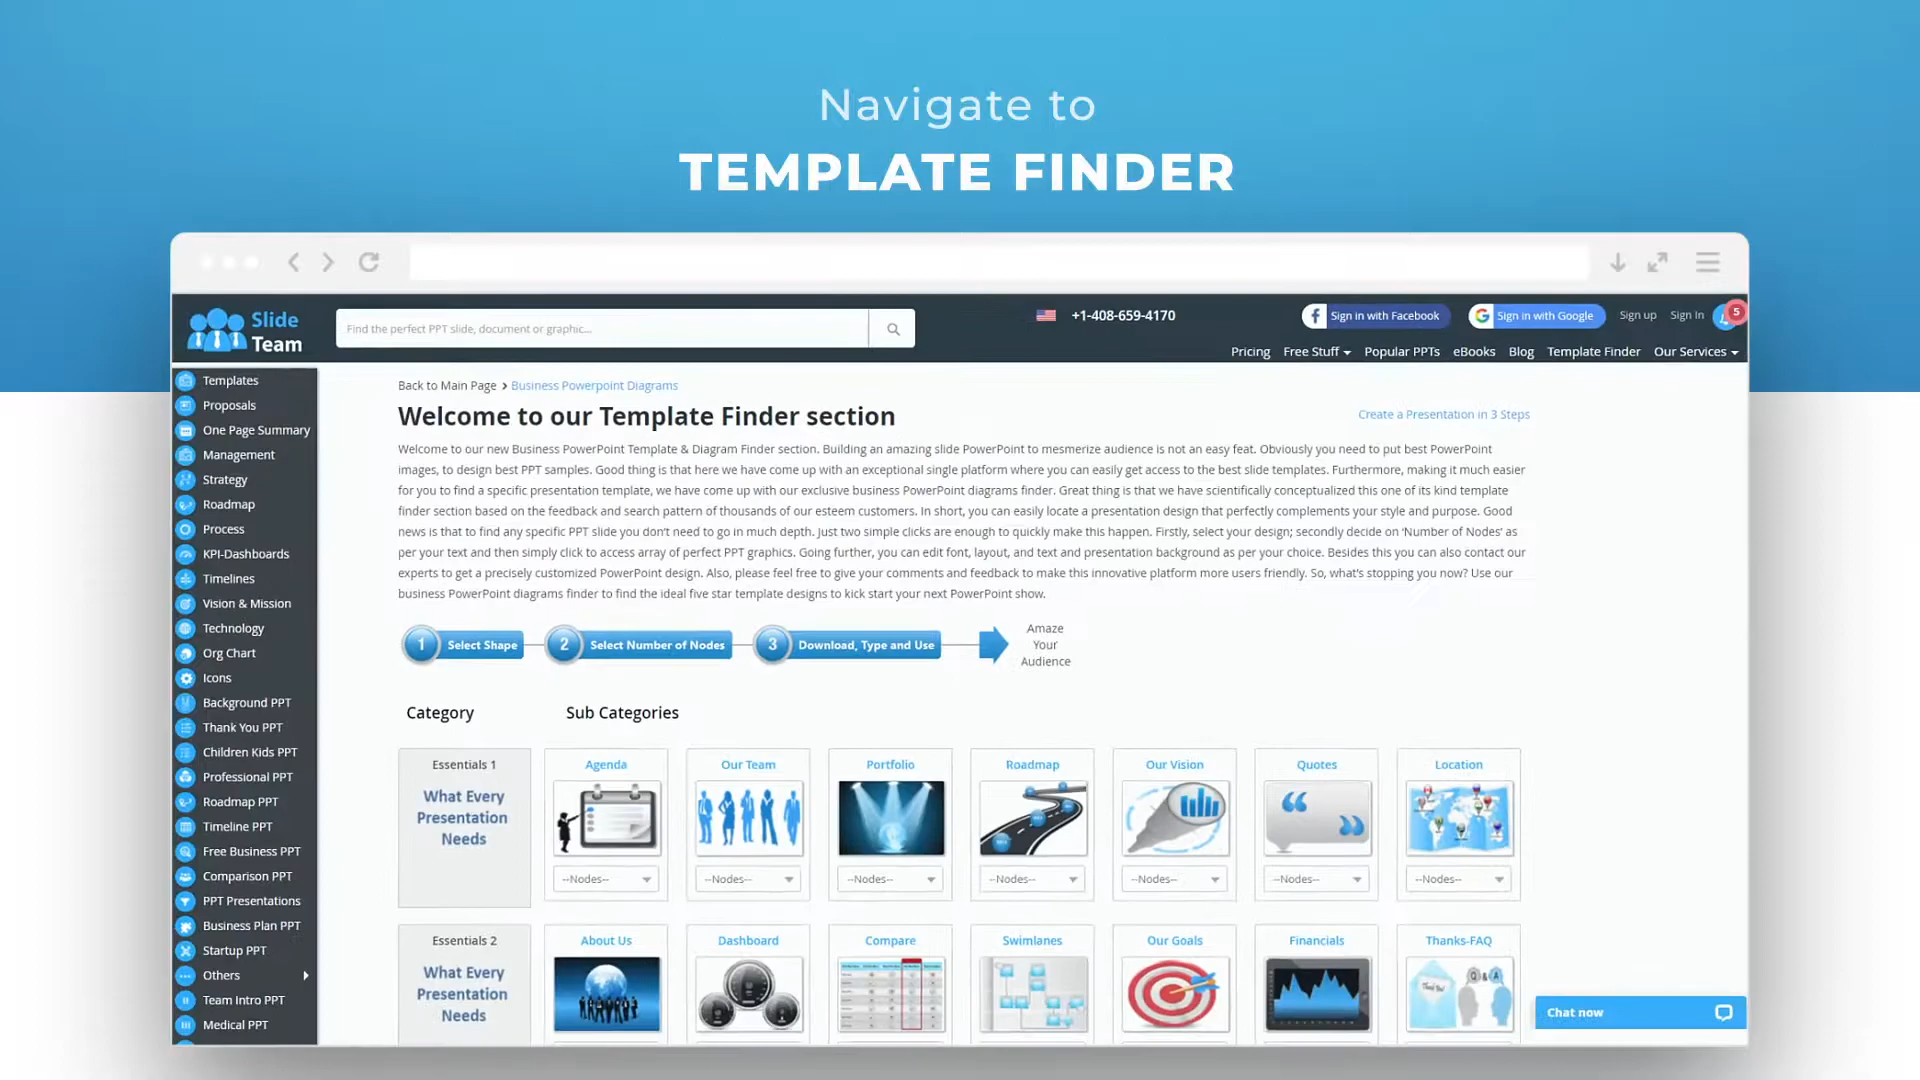 Navigate to
TEMPLATE FINDER
Slide
Team
Find the perfect PPT slide, document or graphic...
+1-408-659-4170
Sign in with Facebook
Sign in with Google
Sign up
Sign In
5
Pricing
Free Stuff
Popular PPTs
eBooks
Blog
Template Finder
Our Services
Templates
Proposals
One Page Summary
Management
Strategy
Roadmap
Process
KPI-Dashboards
Timelines
Vision & Mission
Technology
Org Chart
Icons
Background PPT
Thank You PPT
Children Kids PPT
Professional PPT
Roadmap PPT
Timeline PPT
Free Business PPT
Comparison PPT
PPT Presentations
Business Plan PPT
Startup PPT
Others
Team Intro PPT
Medical PPT
Back to Main Page > Business Powerpoint Diagrams
Welcome to our Template Finder section
Create a Presentation in 3 Steps
Welcome to our new Business PowerPoint Template & Diagram Finder section. Building an amazing slide PowerPoint to mesmerize audience is not an easy feat. Obviously you need to put best PowerPoint
images, to design best PPT samples. Good thing is that here we have come up with an exceptional single platform where you can easily get access to the best slide templates. Furthermore, making it much easier
for you to find a specific presentation template, we have come up with our exclusive business PowerPoint diagrams finder. Great thing is that we have scientifically conceptualized this one of its kind template
finder section based on the feedback and search pattern of thousands of our esteem customers. In short, you can easily locate a presentation design that perfectly complements your style and purpose. Good
news is that to find any specific PPT slide you don't need to go in much depth. Just two simple clicks are enough to quickly make this happen. Firstly, select your design; secondly decide on 'Number of Nodes' as
per your text and then simply click to access array of perfect PPT graphics. Going further, you can edit font, layout, and text and presentation background as per your choice. Besides this you can also contact our
experts to get a precisely customized PowerPoint design. Also, please feel free to give your comments and feedback to make this innovative platform more users friendly. So, what's stopping you now? Use our
business PowerPoint diagrams finder to find the ideal five star template designs to kick start your next PowerPoint show.
1 Select Shape
2 Select Number of Nodes
3 Download, Type and Use
Amaze
Your
Audience
Category
Sub Categories
Essentials 1
What Every
Presentation
Needs
Agenda
Our Team
Portfolio
Roadmap
Our Vision
Quotes
Location
--Nodes--
--Nodes--
--Nodes--
--Nodes--
--Nodes--
--Nodes--
--Nodes--
Essentials 2
What Every
Presentation
Needs
About Us
Dashboard
Compare
Swimlanes
Our Goals
Financials
Thanks-FAQ
Thank You!
Q & A
Chat now